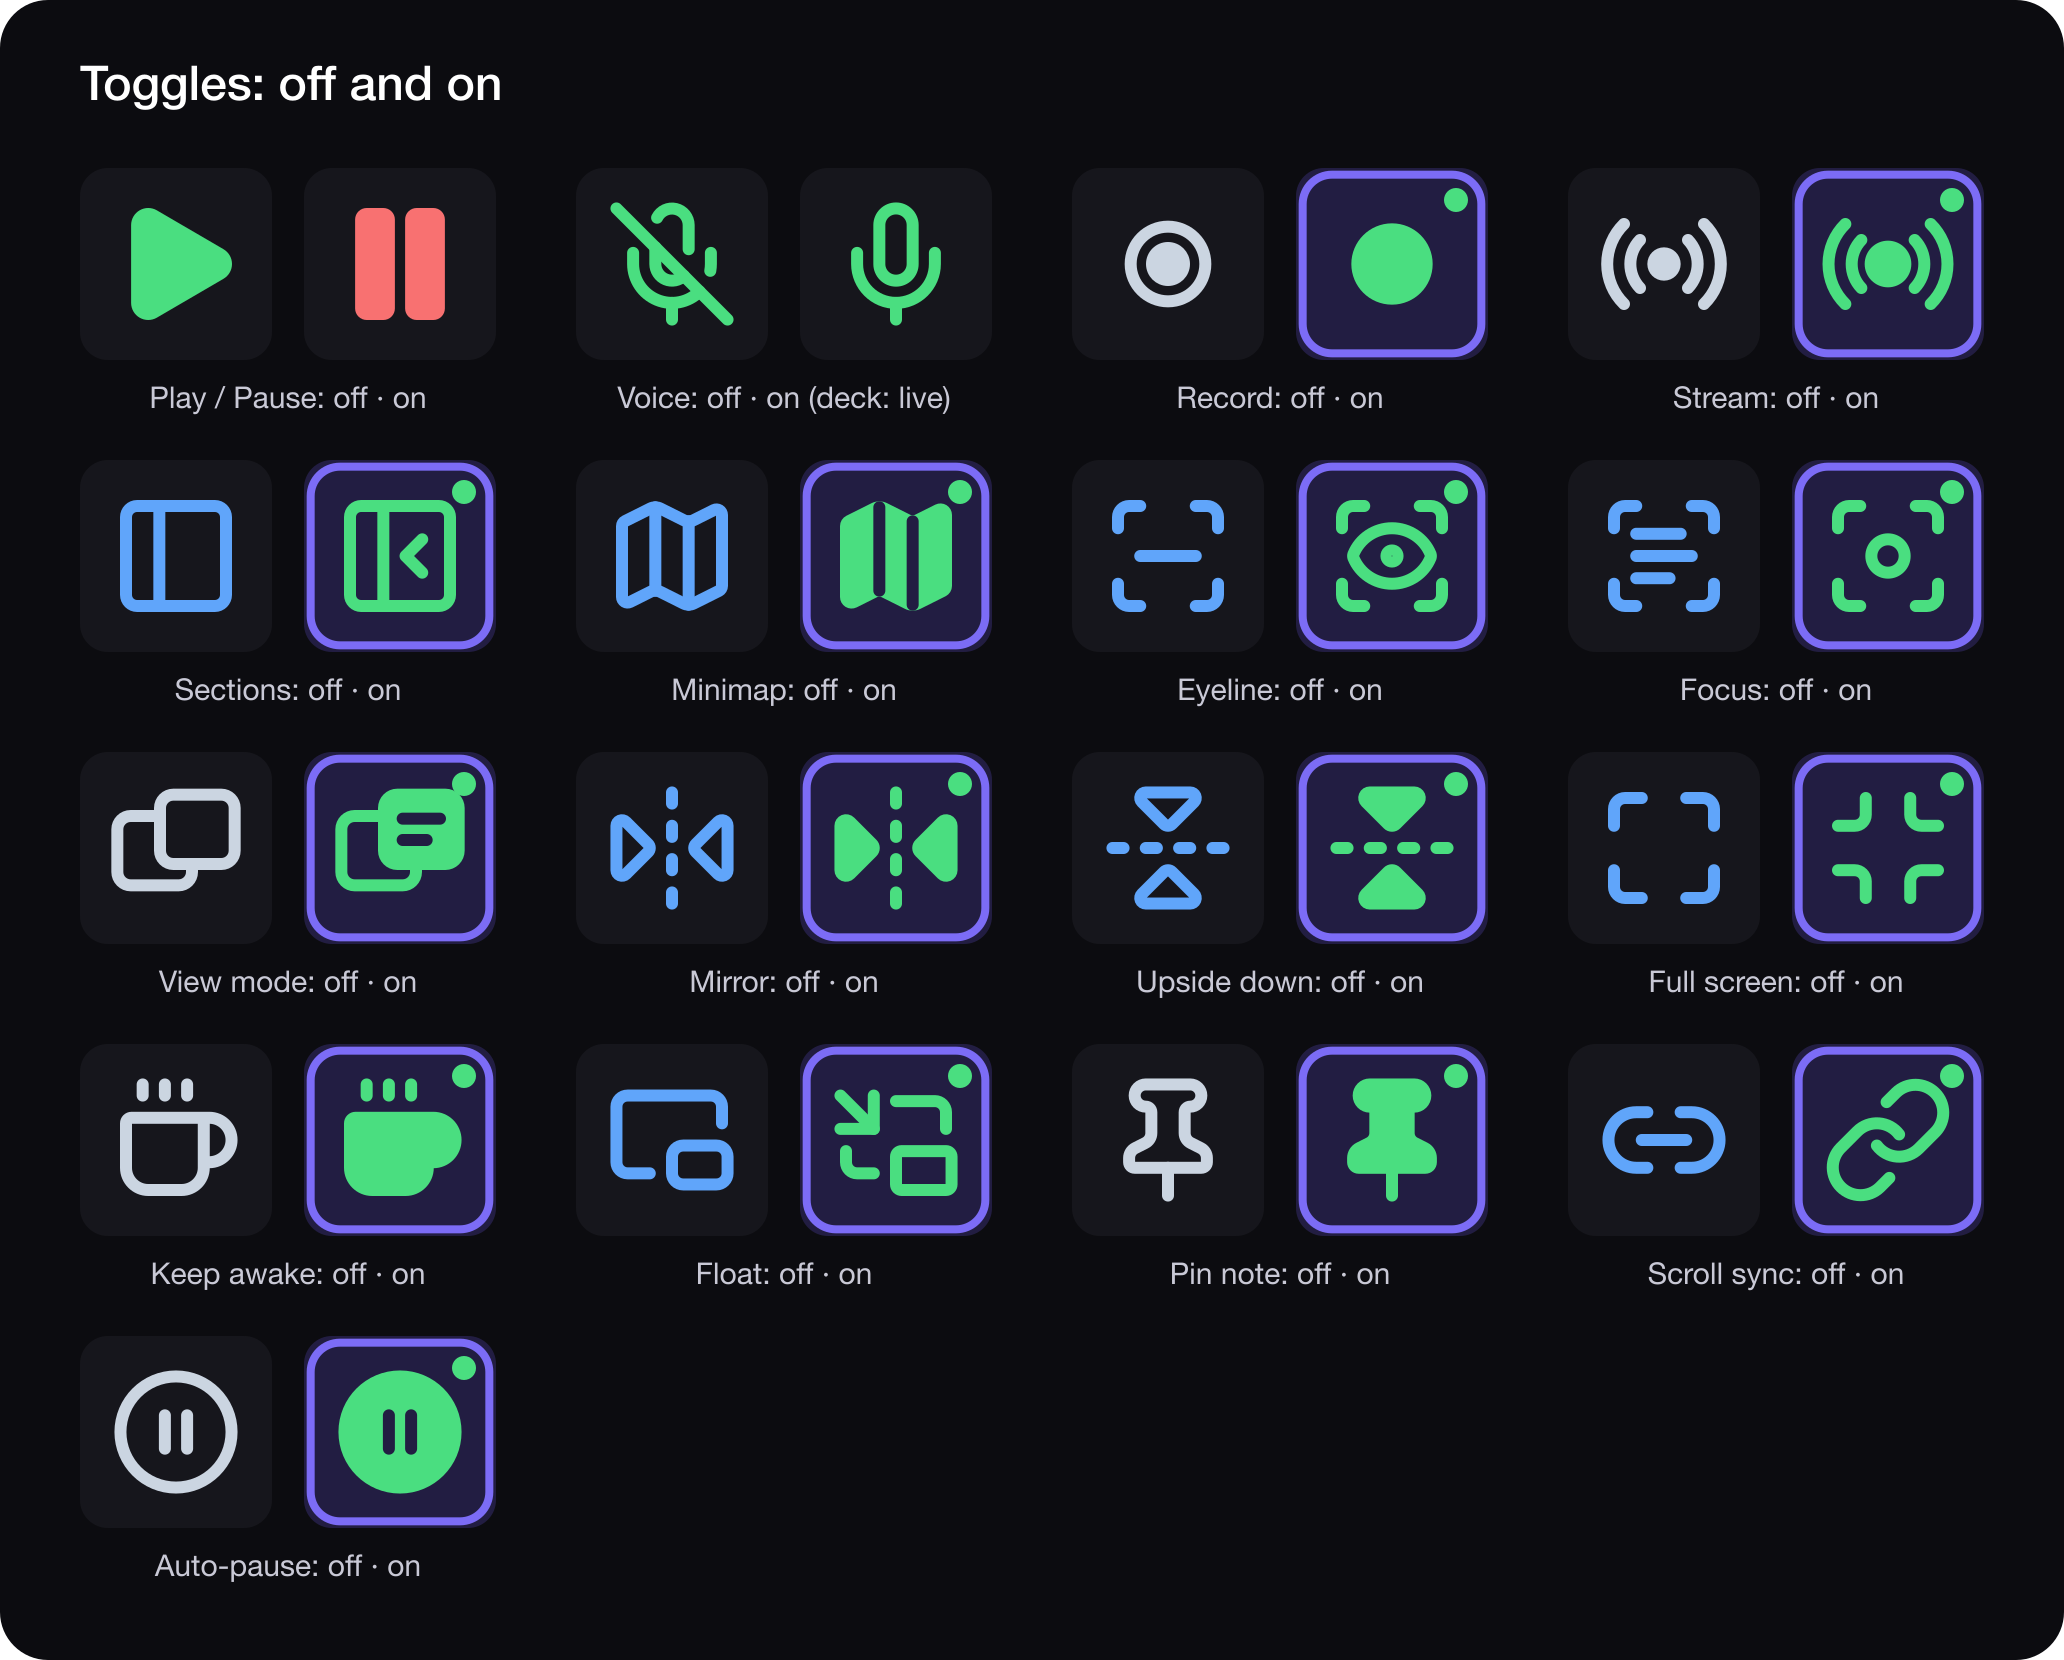 Toggles: off and on
Play / Pause: off · on
Voice: off · on (deck: live)
Record: off · on
Stream: off · on
Sections: off · on
Minimap: off · on
Eyeline: off · on
Focus: off · on
View mode: off · on
Mirror: off · on
Upside down: off · on
Full screen: off · on
Keep awake: off · on
Float: off · on
Pin note: off · on
Scroll sync: off · on
Auto-pause: off · on